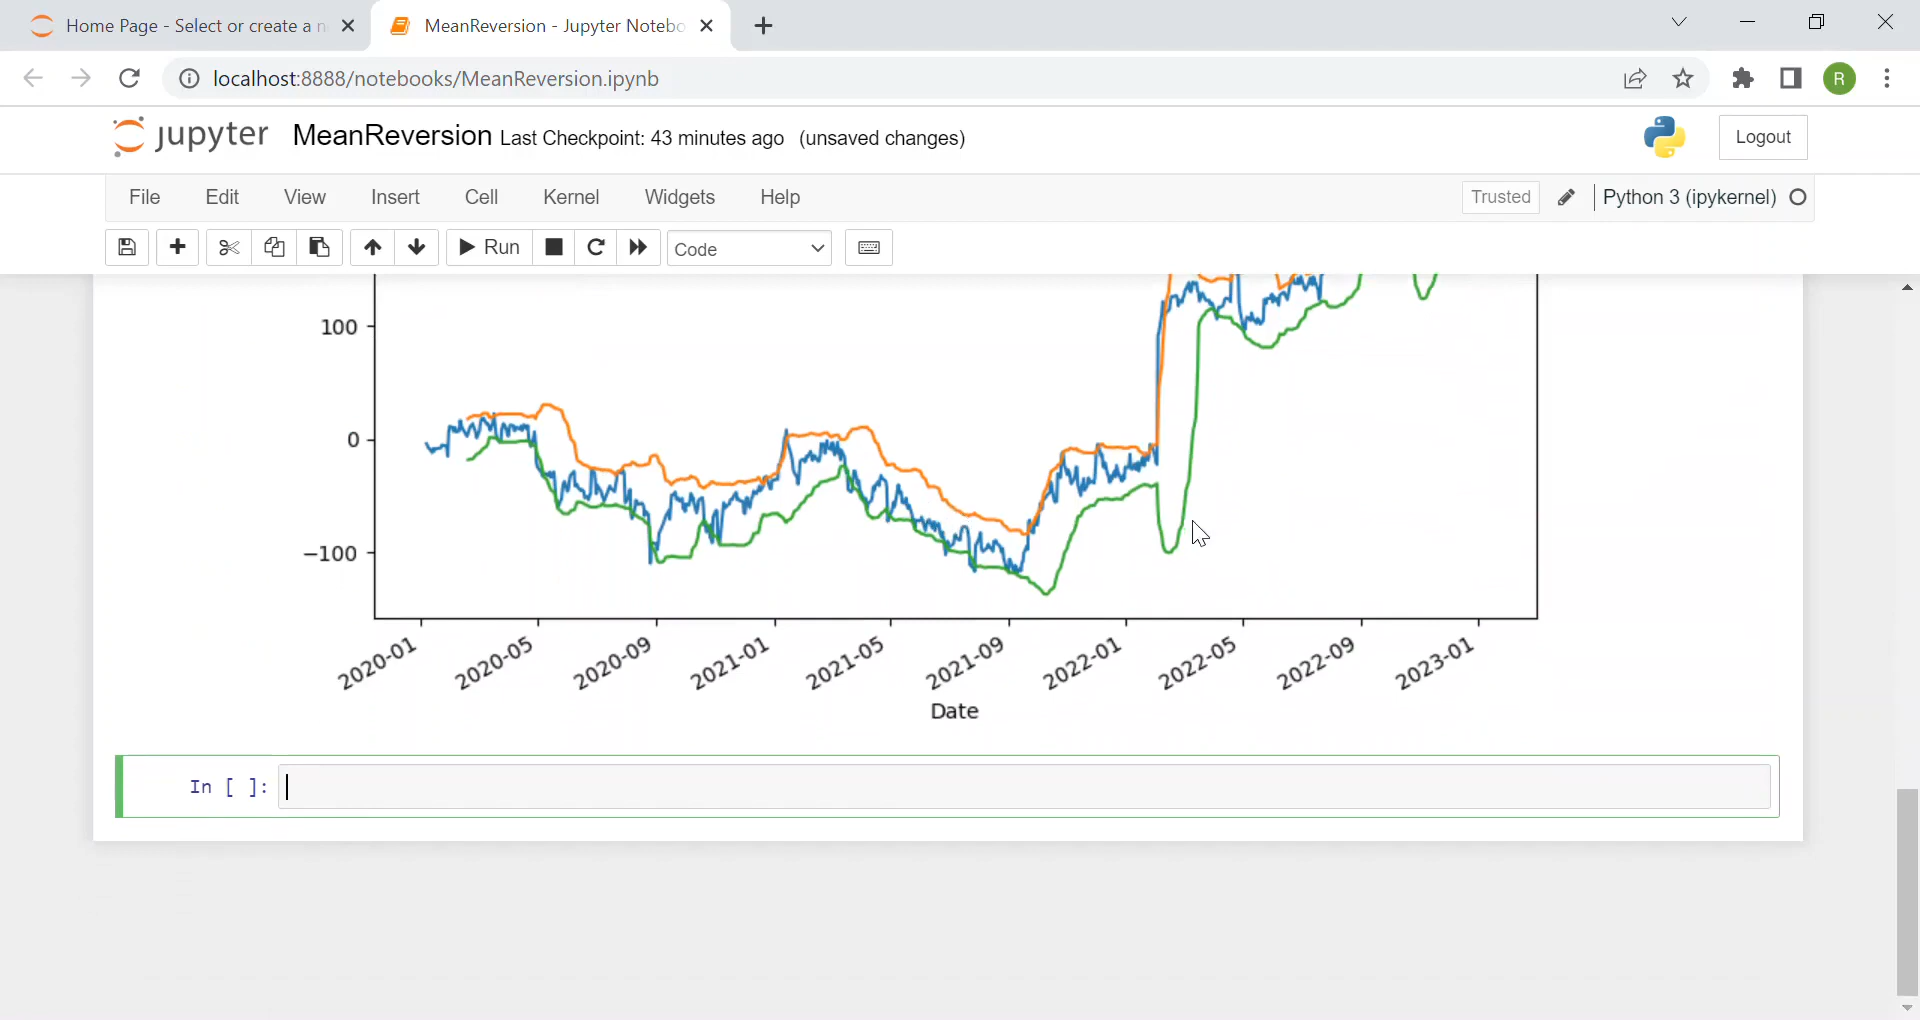 Home Page - Select or create a n
MeanReversion - Jupyter Notebo
localhost:8888/notebooks/MeanReversion.ipynb
R
jupyter MeanReversion Last Checkpoint: 43 minutes ago (unsaved changes)
Logout
File Edit View Insert Cell Kernel Widgets Help
Trusted Python 3 (ipykernel)
Run Code
100
0
−100
2020-01 2020-05 2020-09 2021-01 2021-05 2021-09 2022-01 2022-05 2022-09 2023-01
Date
In [ ]: